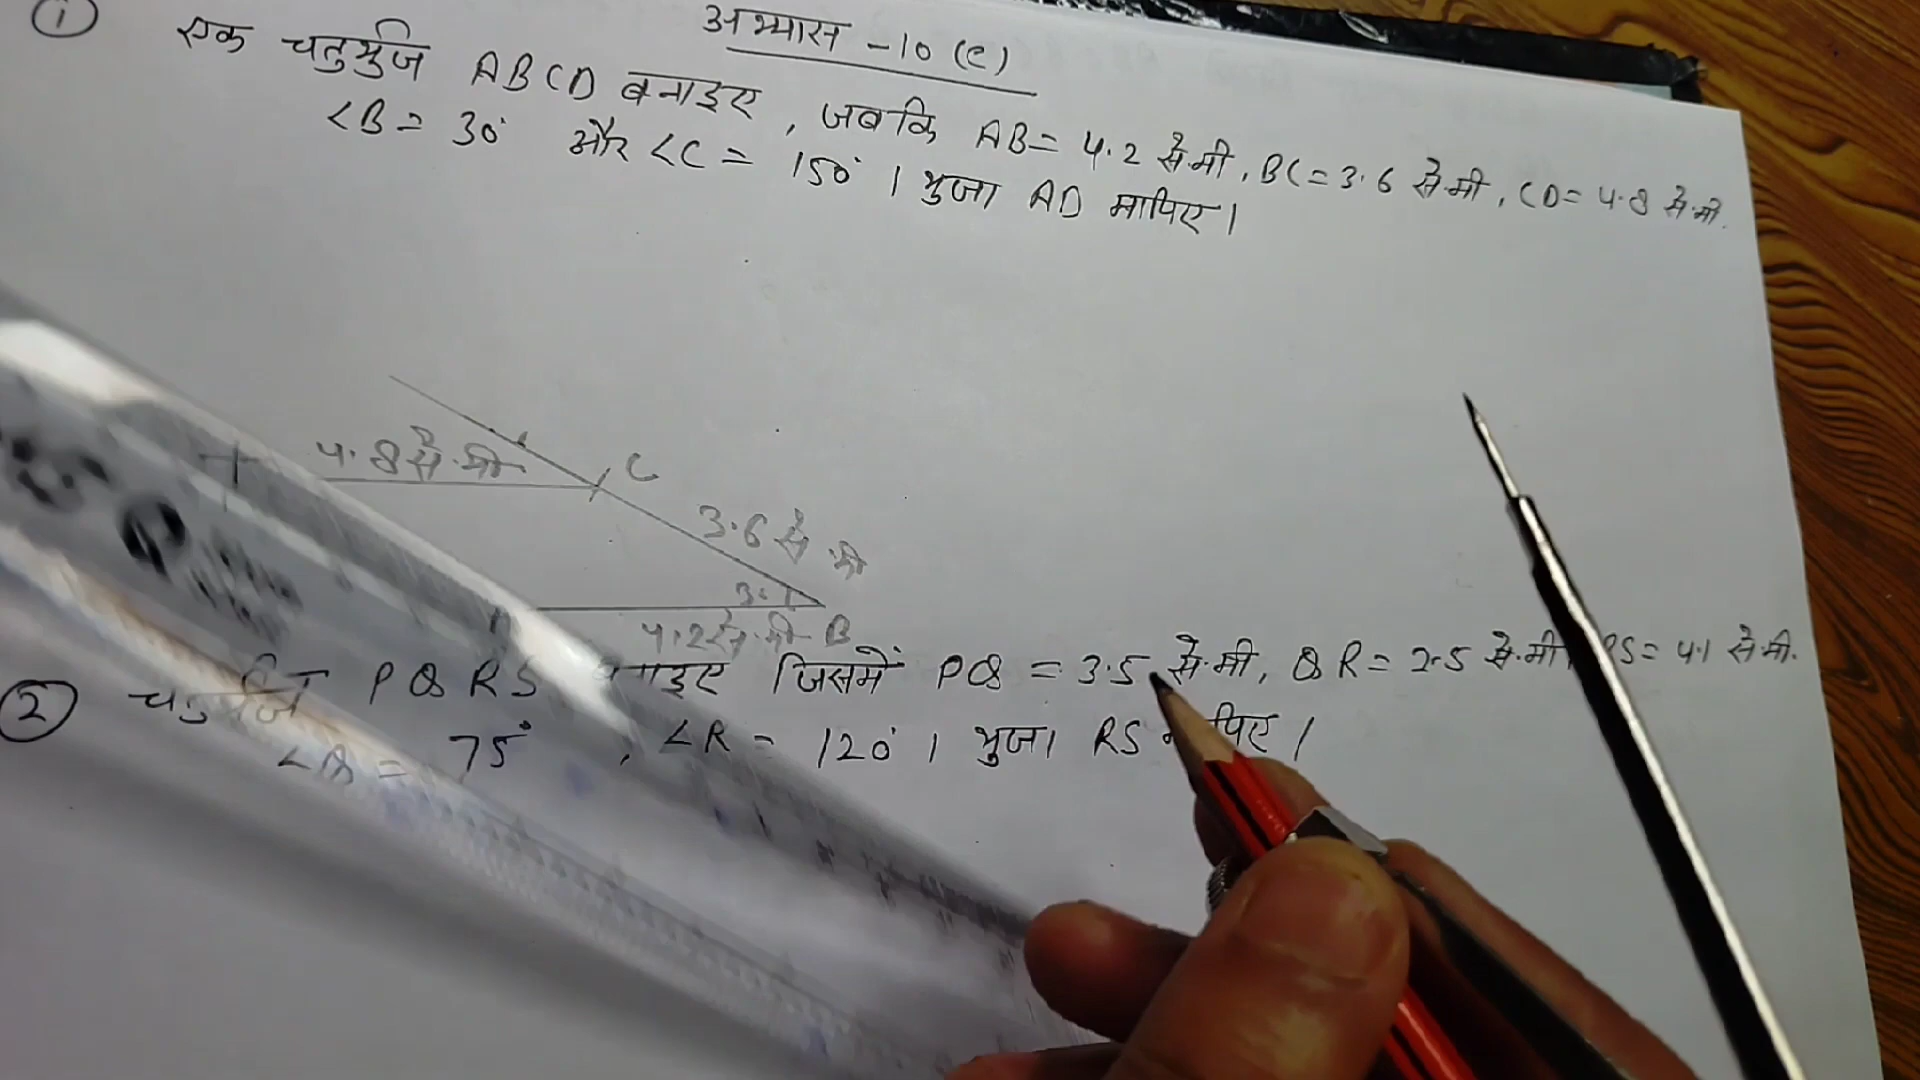 अभ्यास - 10 (e)
① एक चतुर्भुज ABCD बनाइए, जबकि AB = 4.2 से.मी, BC = 3.6 से.मी, CD = 4.8 से.मी.
∠B = 30° और ∠C = 150°। भुजा AD मापिए।
4.8 से.मी
C
3.6 से.मी
4.2 से.मी B
② PQRS जिसमें PQ = 3.5 से.मी, QR = 2.5 से.मी = 4.1 से.मी.
= 75°, ∠R = 120°। भुजा RS मापिए।